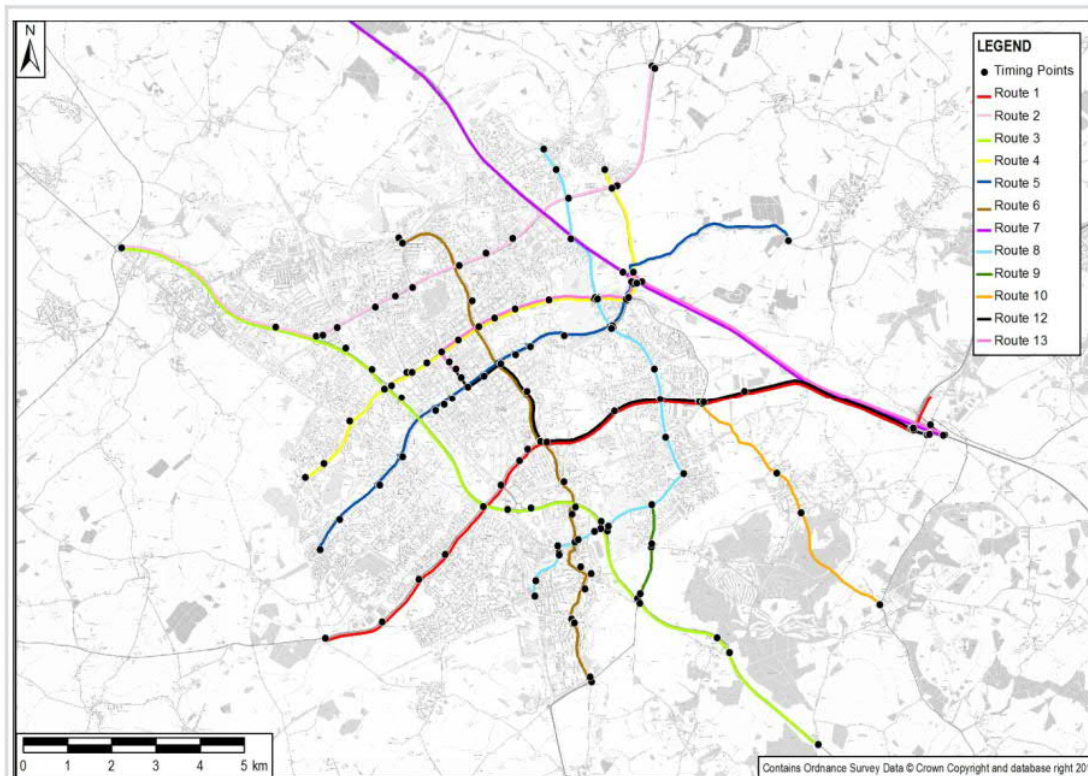 N
LEGEND
Timing Points
Route 1
Route 2
Route 3
Route 4
Route 5
Route 6
Route 7
Route 8
Route 9
Route 10
Route 12
Route 13
0 1 2 3 4 5 km
Contains Ordnance Survey Data © Crown Copyright and database right 20